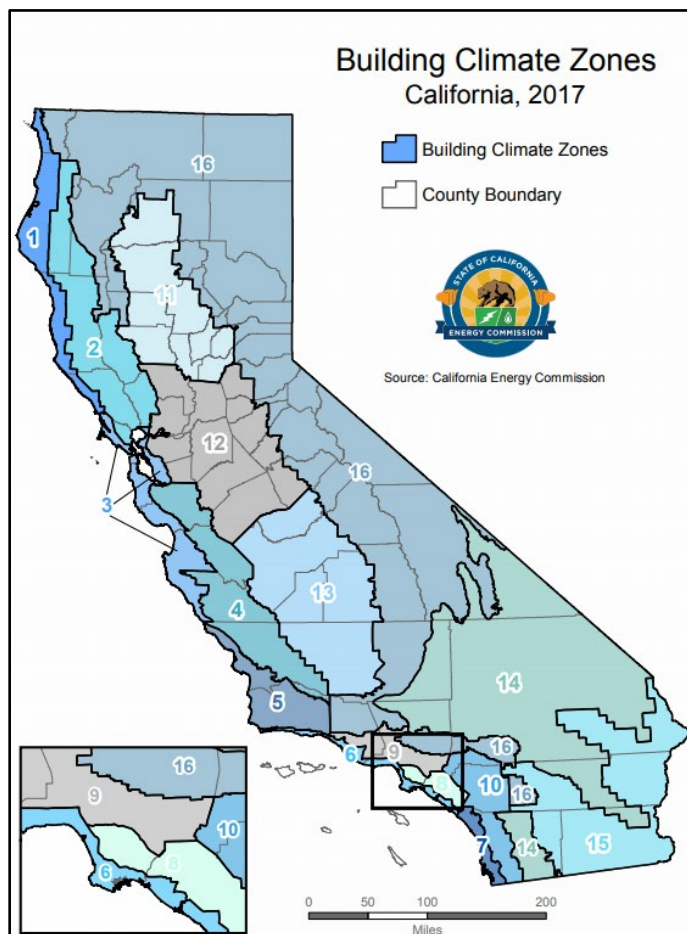 Building Climate Zones
California, 2017
Building Climate Zones
County Boundary
STATE OF CALIFORNIA
ENERGY COMMISSION
Source: California Energy Commission
16
1
11
2
12
16
3
13
4
14
5
6
9
16
8
10
16
7
14
15
16
9
10
8
6
0 50 100 200
Miles